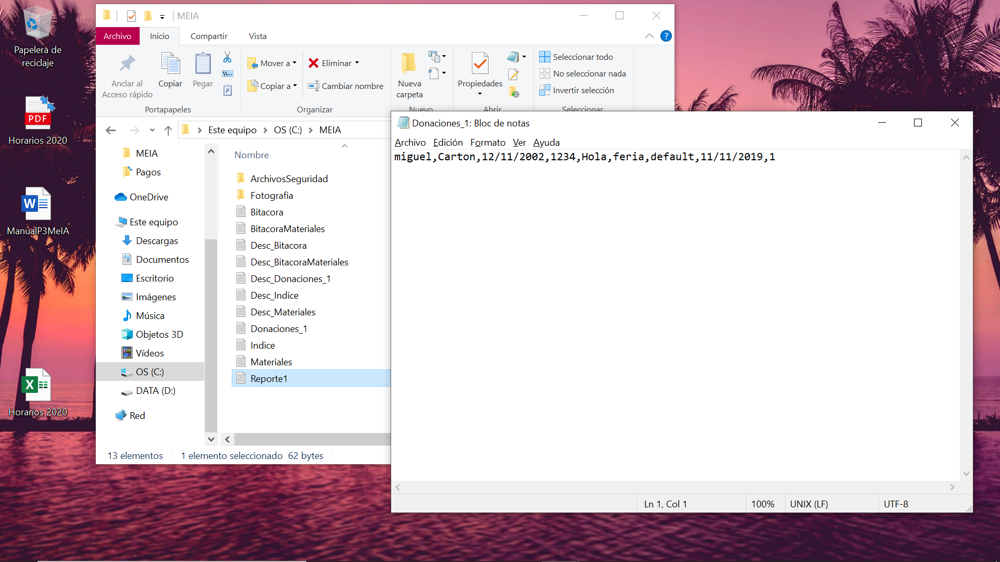 Papelera de
reciclaje
PDF
Horarios 2020
W
ManualP3MeIA
X
Horarios 2020
MEIA
Archivo
Inicio
Compartir
Vista
?
Anclar al
Acceso rápido
Copiar
Pegar
Mover a
Copiar a
Eliminar
Cambiar nombre
Nueva
carpeta
Propiedades
Seleccionar todo
No seleccionar nada
Invertir selección
Portapapeles
Organizar
Nuevo
Abrir
Seleccionar
Este equipo > OS (C:) > MEIA
MEIA
Pagos
OneDrive
Este equipo
Descargas
Documentos
Escritorio
Imágenes
Música
Objetos 3D
Vídeos
OS (C:)
DATA (D:)
Red
Nombre
ArchivosSeguridad
Fotografia
Bitacora
BitacoraMateriales
Desc_Bitacora
Desc_BitacoraMateriales
Desc_Donaciones_1
Desc_Indice
Desc_Materiales
Donaciones_1
Indice
Materiales
Reporte1
13 elementos
1 elemento seleccionado 62 bytes
Donaciones_1: Bloc de notas
Archivo Edición Formato Ver Ayuda
miguel,Carton,12/11/2002,1234,Hola,feria,default,11/11/2019,1
Ln 1, Col 1
100%
UNIX (LF)
UTF-8